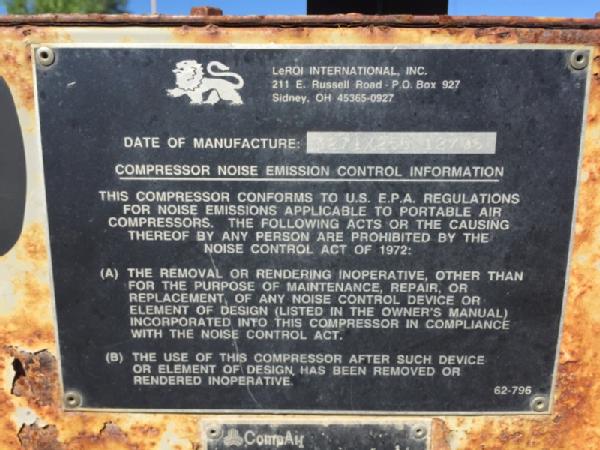 LeROI INTERNATIONAL, INC.
211 E. Russell Road - P.O. Box 927
Sidney, OH 45365-0927
DATE OF MANUFACTURE:
COMPRESSOR NOISE EMISSION CONTROL INFORMATION
THIS COMPRESSOR CONFORMS TO U.S. E.P.A. REGULATIONS
FOR NOISE EMISSIONS APPLICABLE TO PORTABLE AIR
COMPRESSORS. THE FOLLOWING ACTS OR THE CAUSING
THEREOF BY ANY PERSON ARE PROHIBITED BY THE
NOISE CONTROL ACT OF 1972:
(A) THE REMOVAL OR RENDERING INOPERATIVE, OTHER THAN
FOR THE PURPOSE OF MAINTENANCE, REPAIR, OR
REPLACEMENT, OF ANY NOISE CONTROL DEVICE OR
ELEMENT OF DESIGN (LISTED IN THE OWNER'S MANUAL)
INCORPORATED INTO THIS COMPRESSOR IN COMPLIANCE
WITH THE NOISE CONTROL ACT.
(B) THE USE OF THIS COMPRESSOR AFTER SUCH DEVICE
OR ELEMENT OF DESIGN HAS BEEN REMOVED OR
RENDERED INOPERATIVE.
62-796
CompAir